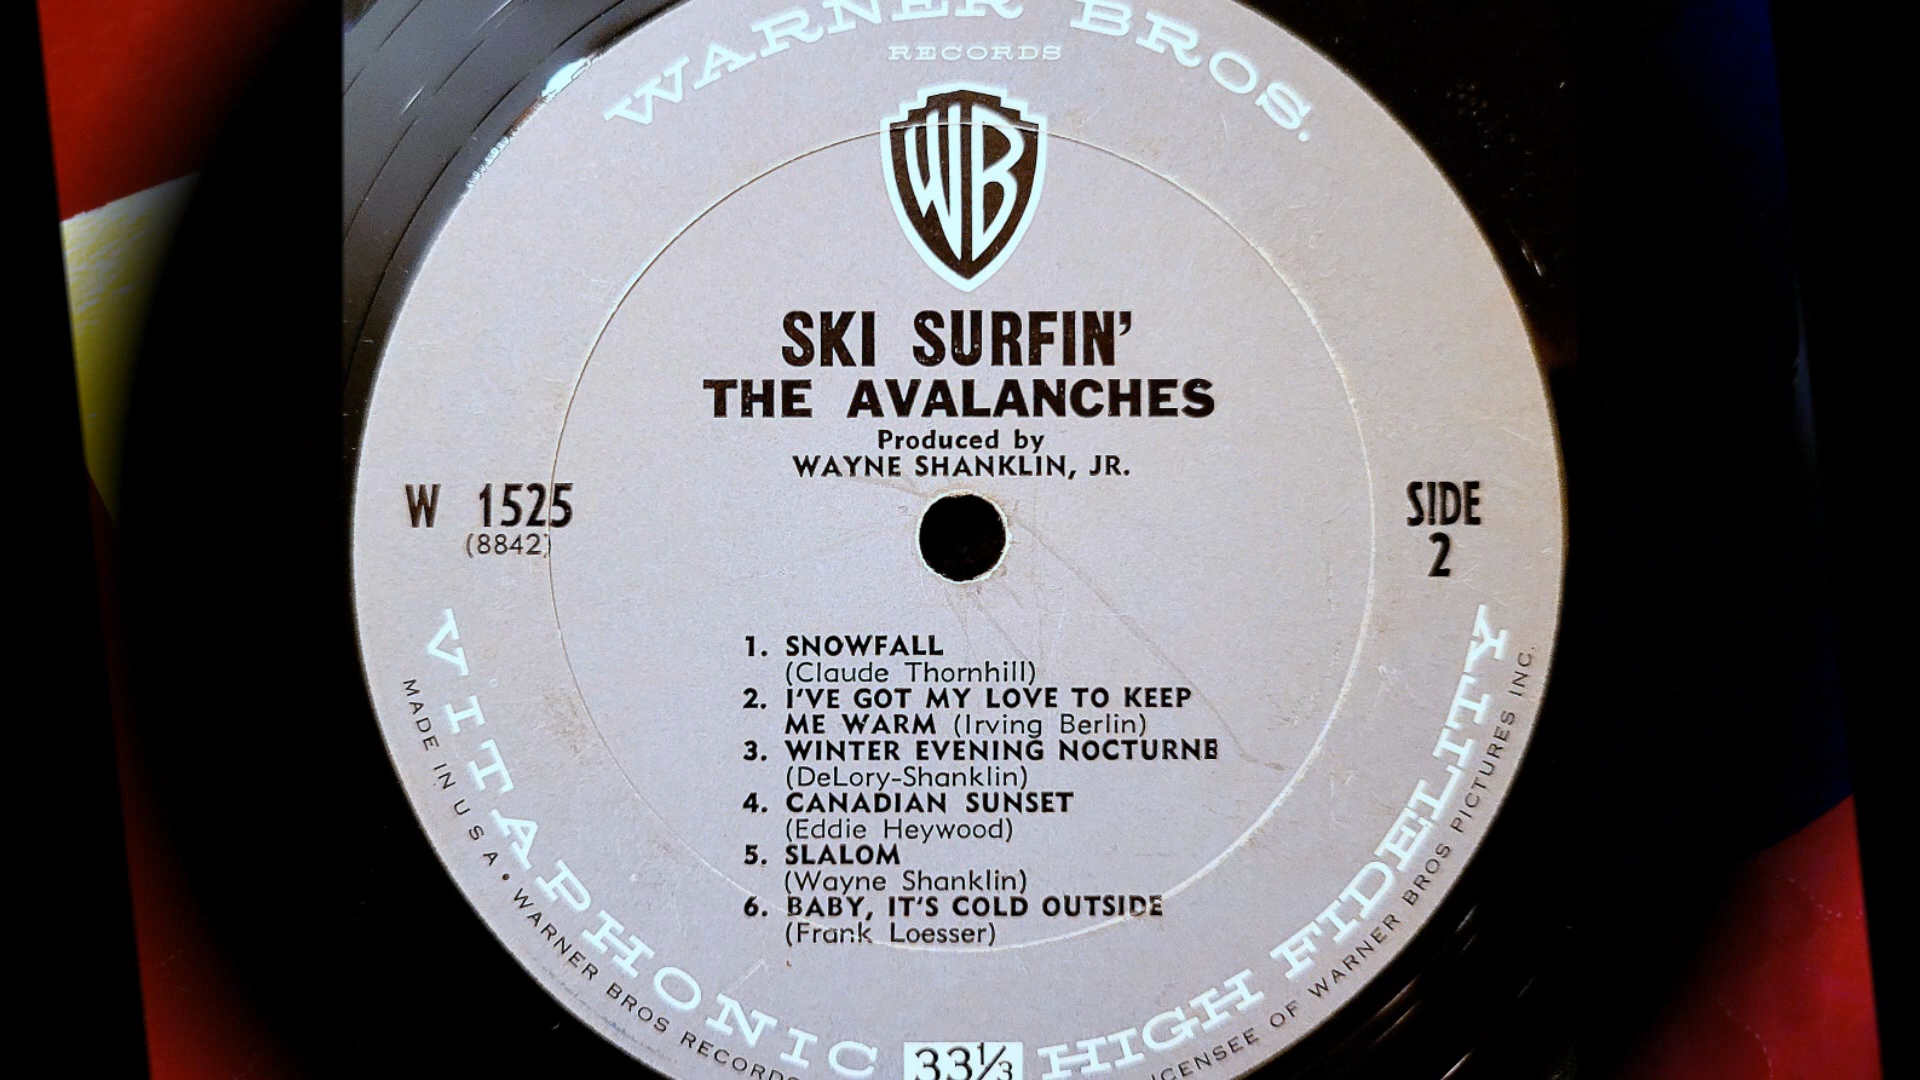 WARNER BROS.
RECORDS
WB
SKI SURFIN'
THE AVALANCHES
Produced by
WAYNE SHANKLIN, JR.
W 1525
(8842)
SIDE
2
1. SNOWFALL
(Claude Thornhill)
2. I'VE GOT MY LOVE TO KEEP
ME WARM (Irving Berlin)
3. WINTER EVENING NOCTURNE
(DeLory-Shanklin)
4. CANADIAN SUNSET
(Eddie Heywood)
5. SLALOM
(Wayne Shanklin)
6. BABY, IT'S COLD OUTSIDE
(Frank Loesser)
VITAPHONIC
33⅓
HIGH FIDELITY
MADE IN U S A • WARNER BROS RECORDS
LICENSEE OF WARNER BROS PICTURES INC.